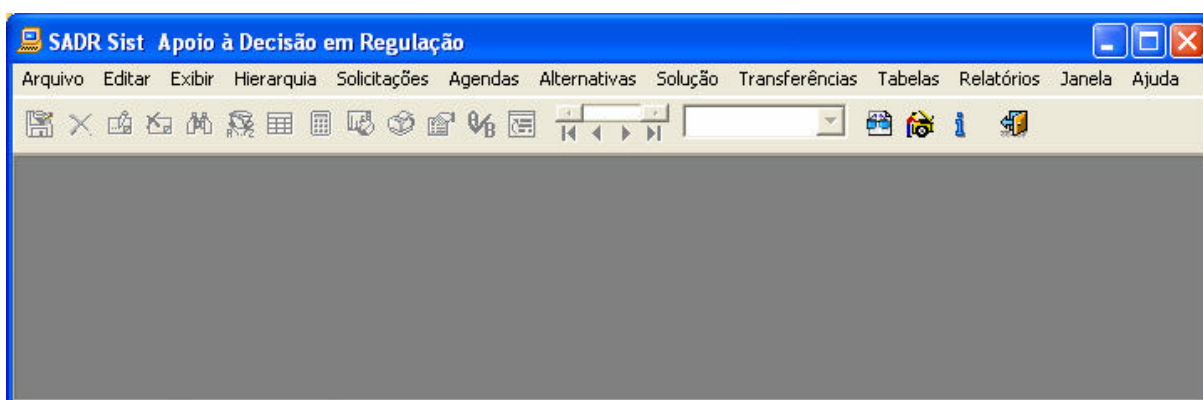 SADR Sist Apoio à Decisão em Regulação
Arquivo Editar Exibir Hierarquia Solicitações Agendas Alternativas Solução Transferências Tabelas Relatórios Janela Ajuda